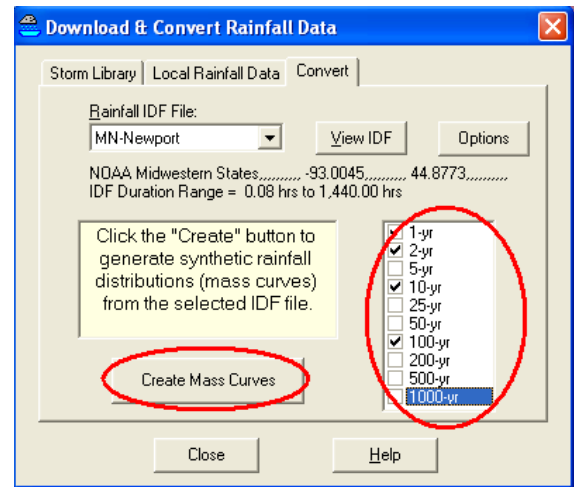 Download & Convert Rainfall Data
Storm Library Local Rainfall Data Convert
Rainfall IDF File:
MN-Newport View IDF Options
NOAA Midwestern States,,,,,,,,,, -93.0045,,,,,,,,,, 44.8773,,,,,,,,,,
IDF Duration Range = 0.08 hrs to 1,440.00 hrs
Click the "Create" button to
generate synthetic rainfall
distributions (mass curves)
from the selected IDF file.
1-yr
2-yr
5-yr
10-yr
25-yr
50-yr
100-yr
200-yr
500-yr
1000-yr
Create Mass Curves
Close Help